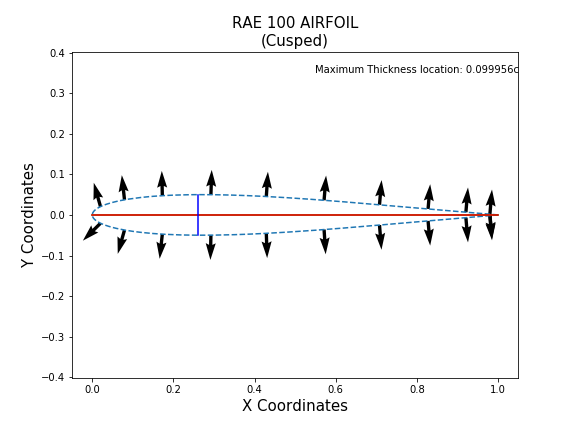 RAE 100 AIRFOIL
(Cusped)
Maximum Thickness location: 0.099956c
0.4
0.3
0.2
0.1
0.0
−0.1
−0.2
−0.3
−0.4
Y Coordinates
0.0 0.2 0.4 0.6 0.8 1.0
X Coordinates